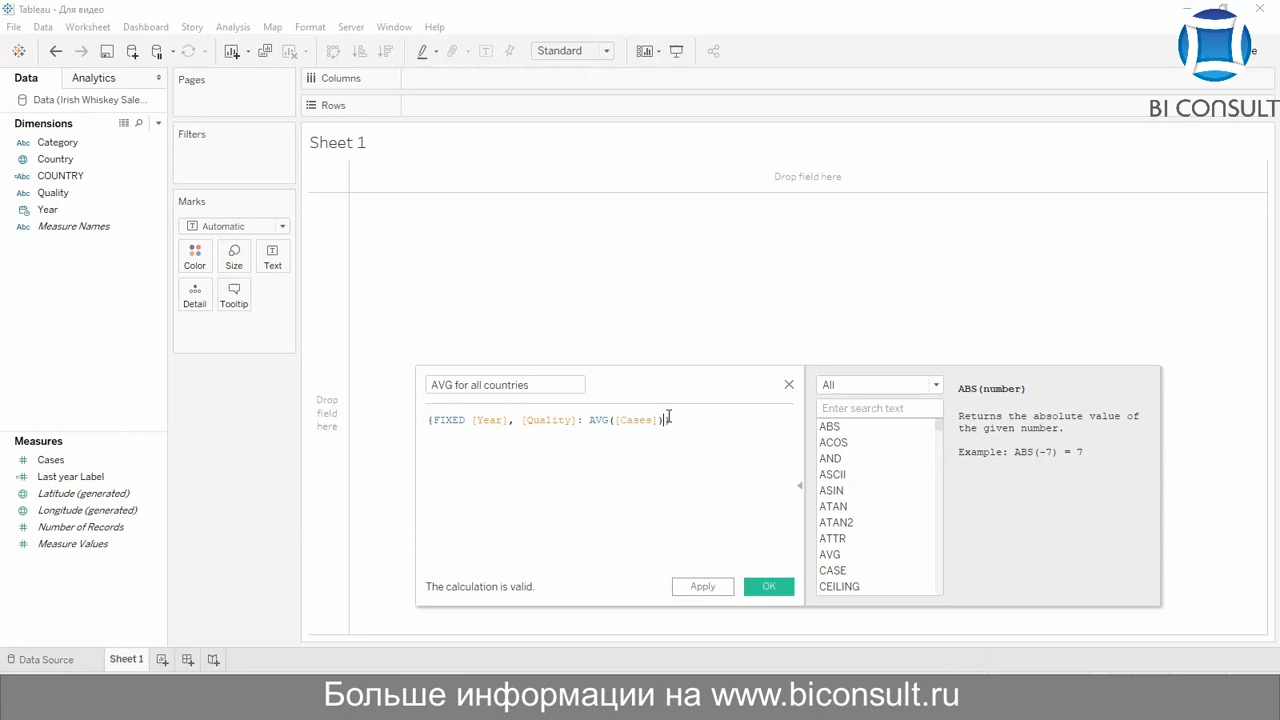 Tableau - Для видео
File Data Worksheet Dashboard Story Analysis Map Format Server Window Help
Standard
e
BI CONSULT
Data Analytics
Data (Irish Whiskey Sale...
Dimensions
Abc Category
Country
=Abc COUNTRY
Abc Quality
Year
Abc Measure Names
Measures
# Cases
=# Last year Label
Latitude (generated)
Longitude (generated)
# Number of Records
# Measure Values
Pages
Filters
Marks
Automatic
Color Size Text
Detail Tooltip
Columns
Rows
Sheet 1
Drop field here
Drop
field
here
AVG for all countries
{FIXED [Year], [Quality]: AVG([Cases])
The calculation is valid.
Apply OK
All
Enter search text
ABS
ACOS
AND
ASCII
ASIN
ATAN
ATAN2
ATTR
AVG
CASE
CEILING
ABS(number)
Returns the absolute value of
the given number.
Example: ABS(-7) = 7
Data Source Sheet 1
Больше информации на www.biconsult.ru